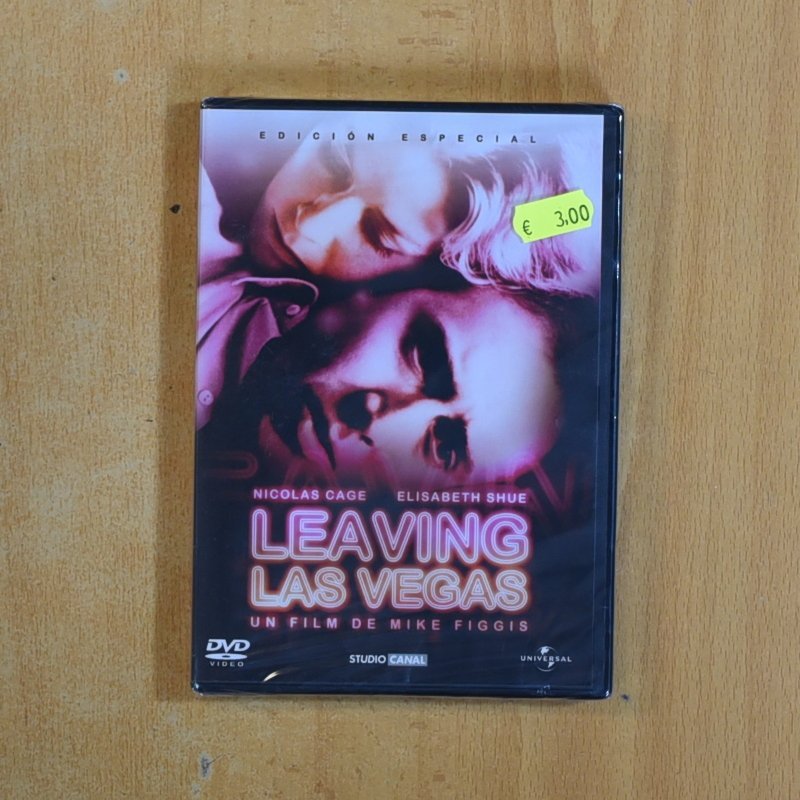 EDICIÓN ESPECIAL
€ 3,00
NICOLAS CAGE ELISABETH SHUE
LEAVING
LAS VEGAS
UN FILM DE MIKE FIGGIS
DVD
VIDEO
STUDIO CANAL
UNIVERSAL